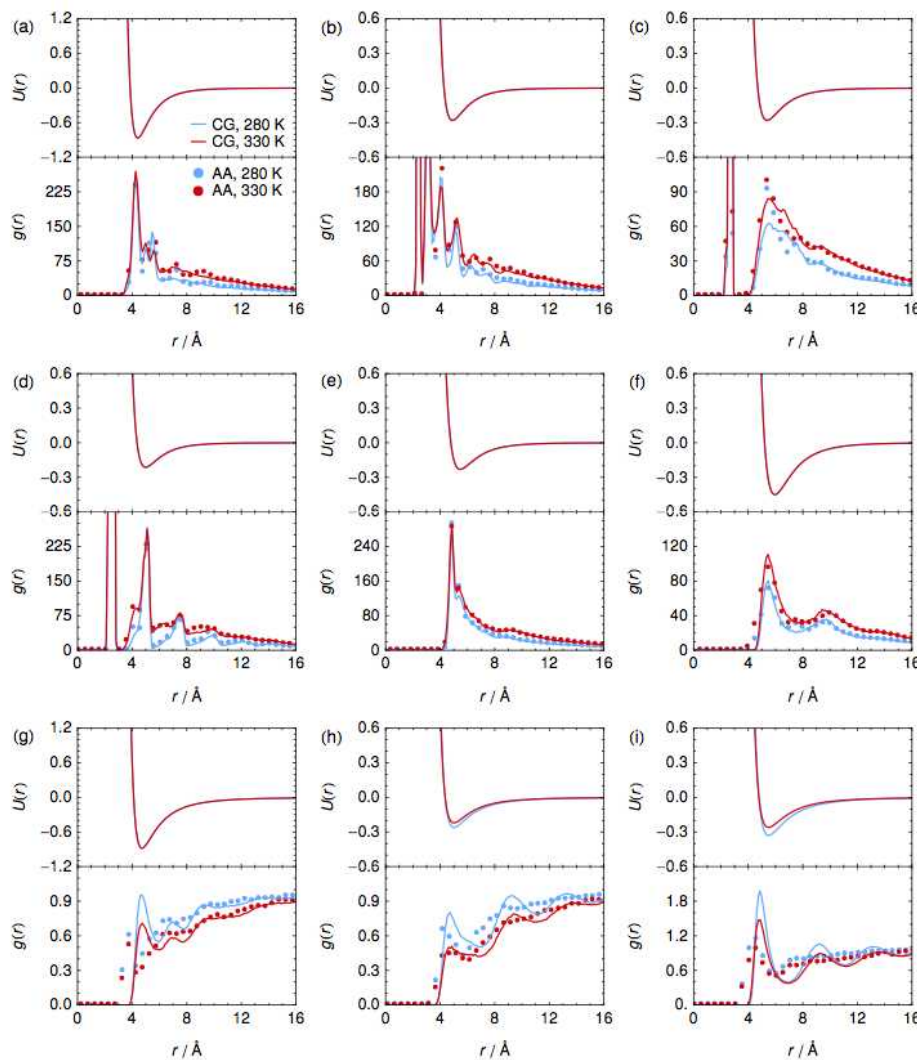 (a) (b) (c)
1.2 0.6 0.6
0.6 0.3 0.3
U(r) 0.0 U(r) 0.0 U(r) 0.0
−0.6 −0.3 −0.3
−1.2 −0.6 −0.6
CG, 280 K
CG, 330 K
AA, 280 K
AA, 330 K
225 180 90
150 120 60
g(r) g(r) g(r)
75 60 30
0 0 0
0 4 8 12 16 0 4 8 12 16 0 4 8 12 16
r / Å r / Å r / Å
(d) (e) (f)
0.6 0.6 0.6
0.3 0.3 0.3
U(r) 0.0 U(r) 0.0 U(r) 0.0
−0.3 −0.3 −0.3
−0.6 −0.6 −0.6
225 240 120
150 160 80
g(r) g(r) g(r)
75 80 40
0 0 0
0 4 8 12 16 0 4 8 12 16 0 4 8 12 16
r / Å r / Å r / Å
(g) (h) (i)
1.2 0.6 0.6
0.6 0.3 0.3
U(r) 0.0 U(r) 0.0 U(r) 0.0
−0.6 −0.3 −0.3
−1.2 −0.6 −0.6
0.9 0.9 1.8
0.6 0.6 1.2
g(r) g(r) g(r)
0.3 0.3 0.6
0.0 0.0 0.0
0 4 8 12 16 0 4 8 12 16 0 4 8 12 16
r / Å r / Å r / Å